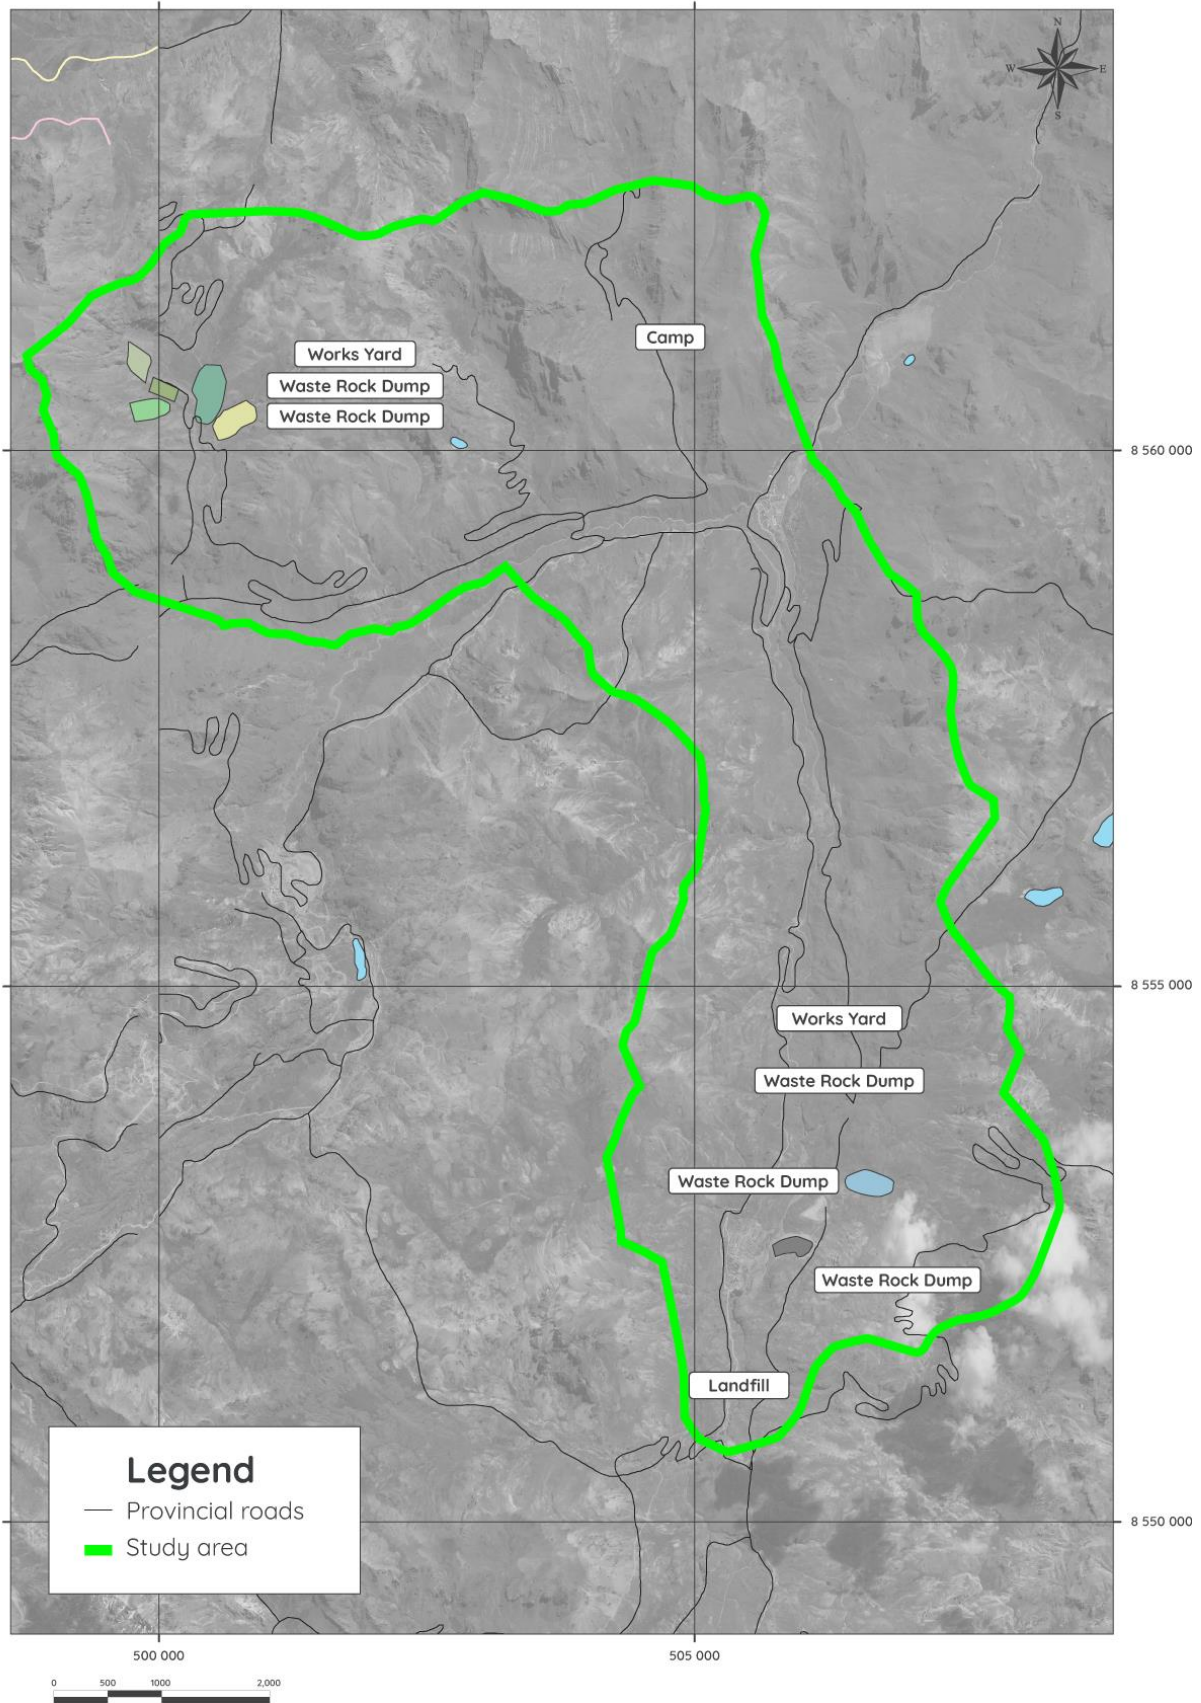 N
W E
S
Camp
Works Yard
Waste Rock Dump
Waste Rock Dump
8 560 000
8 555 000
Works Yard
Waste Rock Dump
Waste Rock Dump
Waste Rock Dump
Landfill
Legend
Provincial roads
Study area
8 550 000
500 000
505 000
0 500 1000 2,000